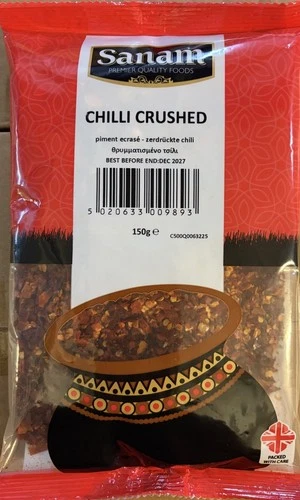 Sanam
PREMIER QUALITY FOODS
CHILLI CRUSHED
piment ecrasé - zerdrückte chili
θρυμματισμένο τσίλι
BEST BEFORE END:DEC 2027
5 020633 009893
150g ℮
C500Q0063225
PACKED
WITH CARE